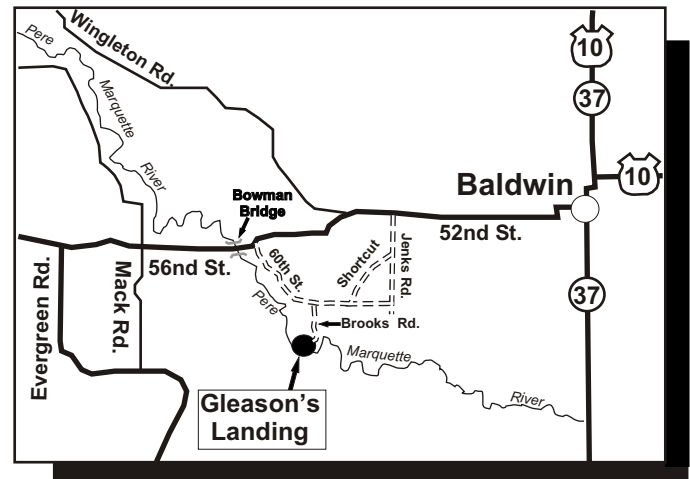 Wingleton Rd.
Pere
Marquette
River
10
37
10
Baldwin
Bowman
Bridge
52nd St.
56nd St.
60th St.
Shortcut
Jenks Rd.
37
Evergreen Rd.
Mack Rd.
Pere
Brooks Rd.
Marquette
River
Gleason's
Landing